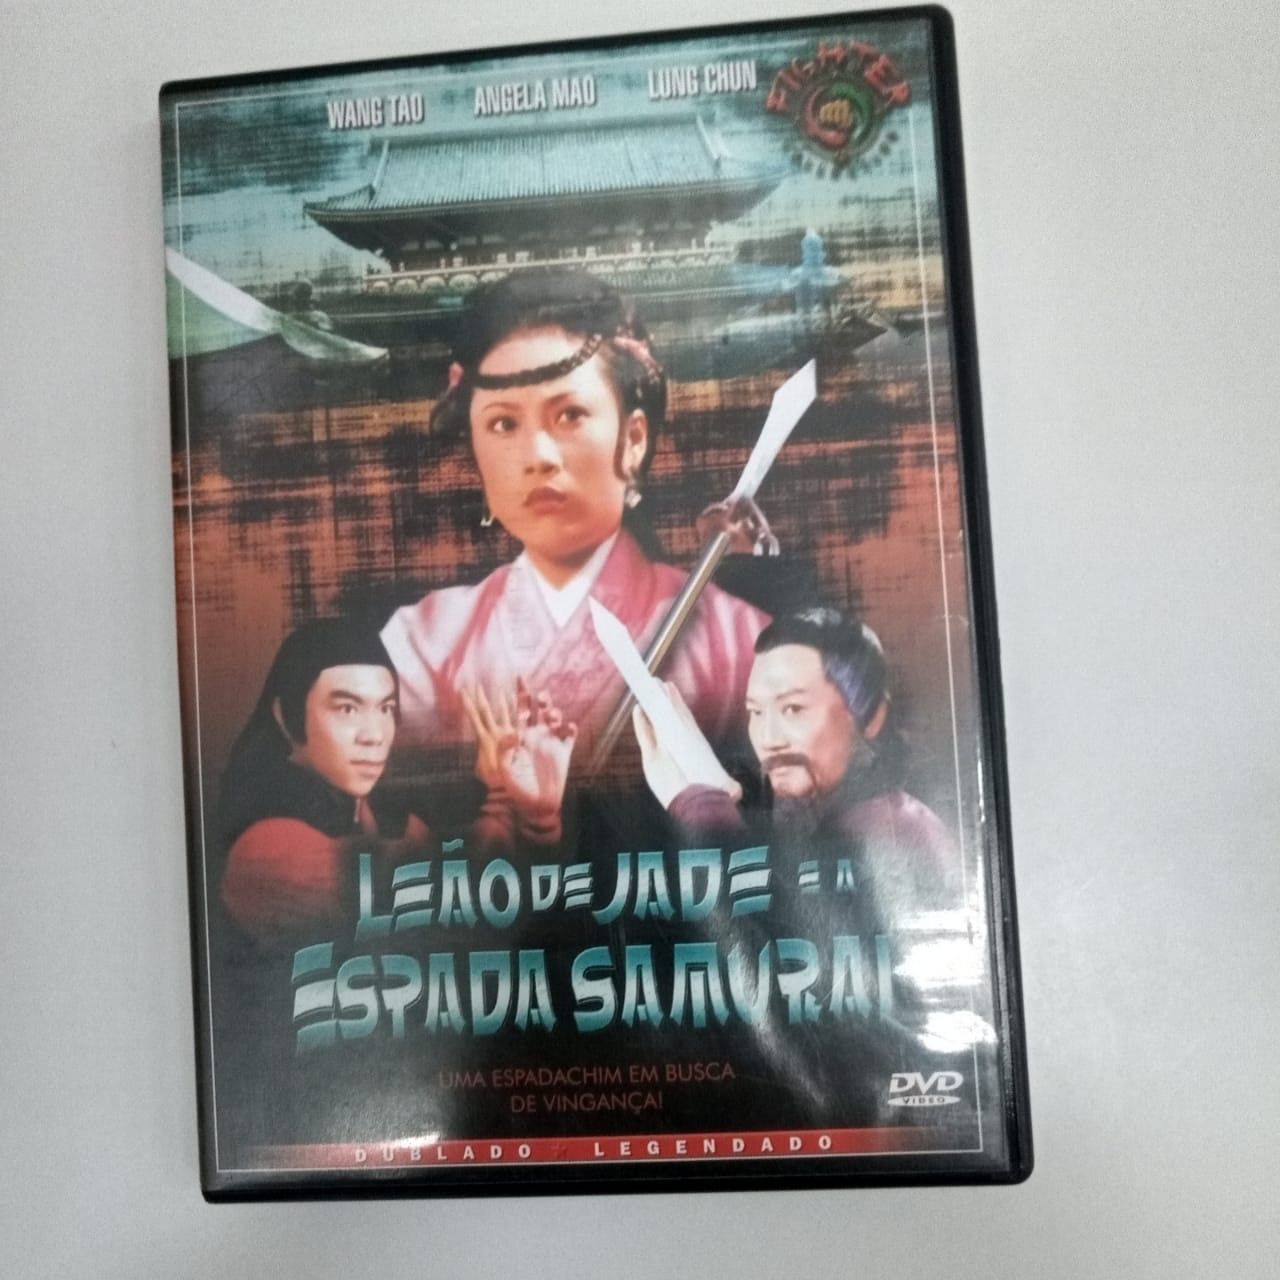 WANG TAO ANGELA MAO LUNG CHUN
FIGHTER
LEÃO DE JADE E A
ESPADA SAMURAI
UMA ESPADACHIM EM BUSCA
DE VINGANÇA!
DVD
VIDEO
DUBLADO ★ LEGENDADO